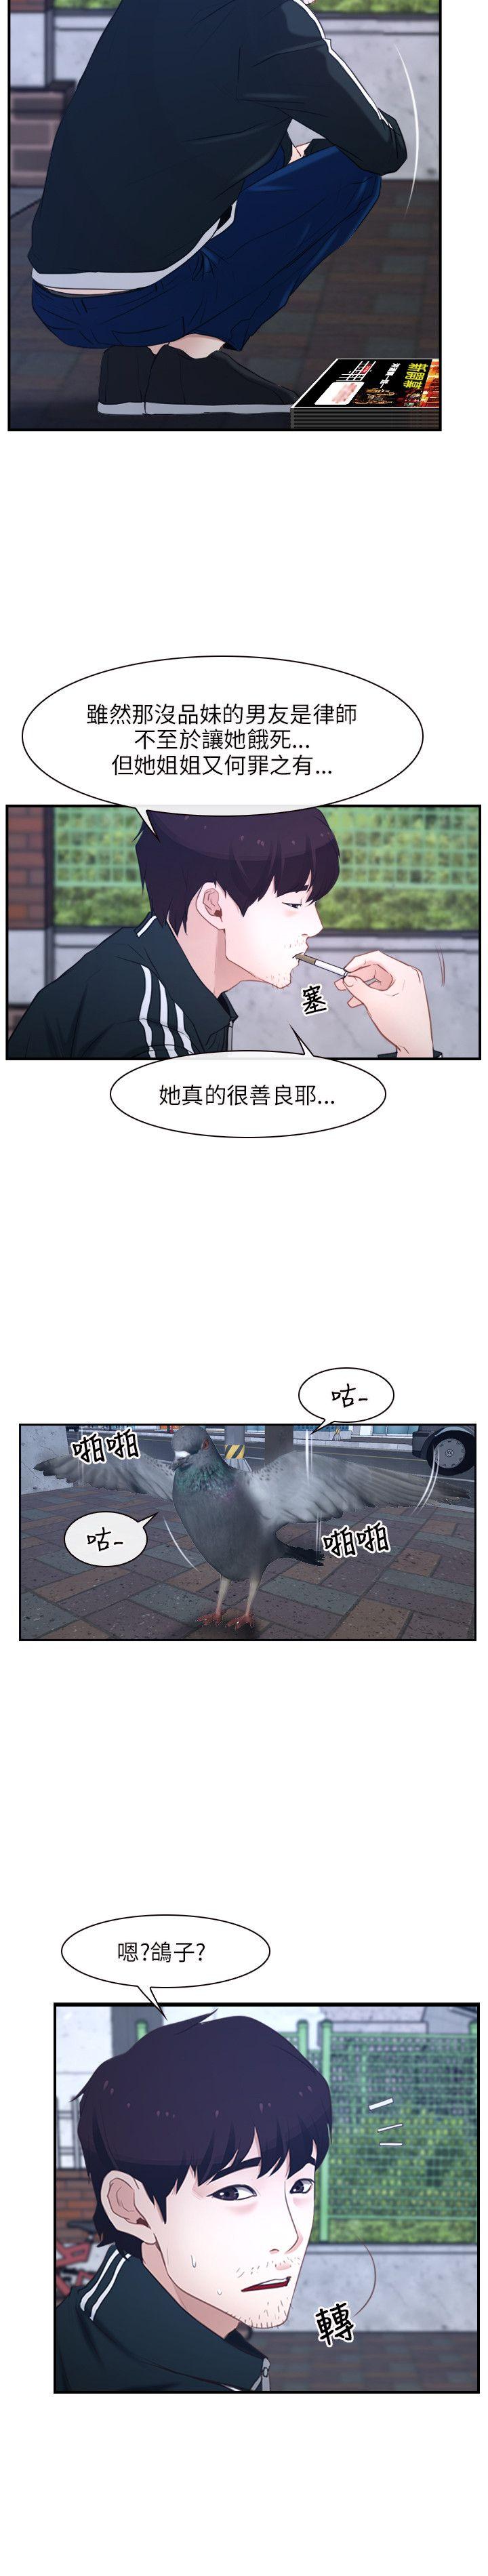 雖然那沒品妹的男友是律師
不至於讓她餓死...
但她姐姐又何罪之有...
塞
她真的很善良耶...
咕-
啪啪
咕-
啪啪
嗯?鴿子?
轉